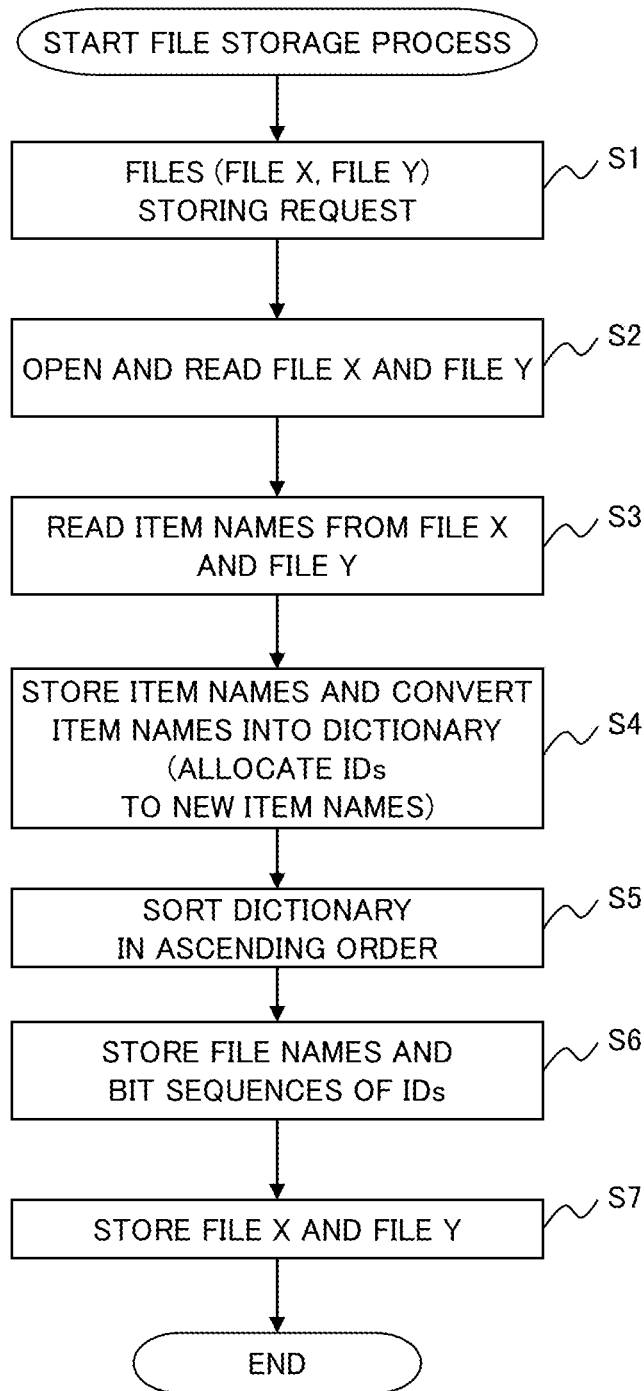 START FILE STORAGE PROCESS
FILES (FILE X, FILE Y)
STORING REQUEST
S1
OPEN AND READ FILE X AND FILE Y
S2
READ ITEM NAMES FROM FILE X
AND FILE Y
S3
STORE ITEM NAMES AND CONVERT
ITEM NAMES INTO DICTIONARY
(ALLOCATE IDs
TO NEW ITEM NAMES)
S4
SORT DICTIONARY
IN ASCENDING ORDER
S5
STORE FILE NAMES AND
BIT SEQUENCES OF IDs
S6
STORE FILE X AND FILE Y
S7
END